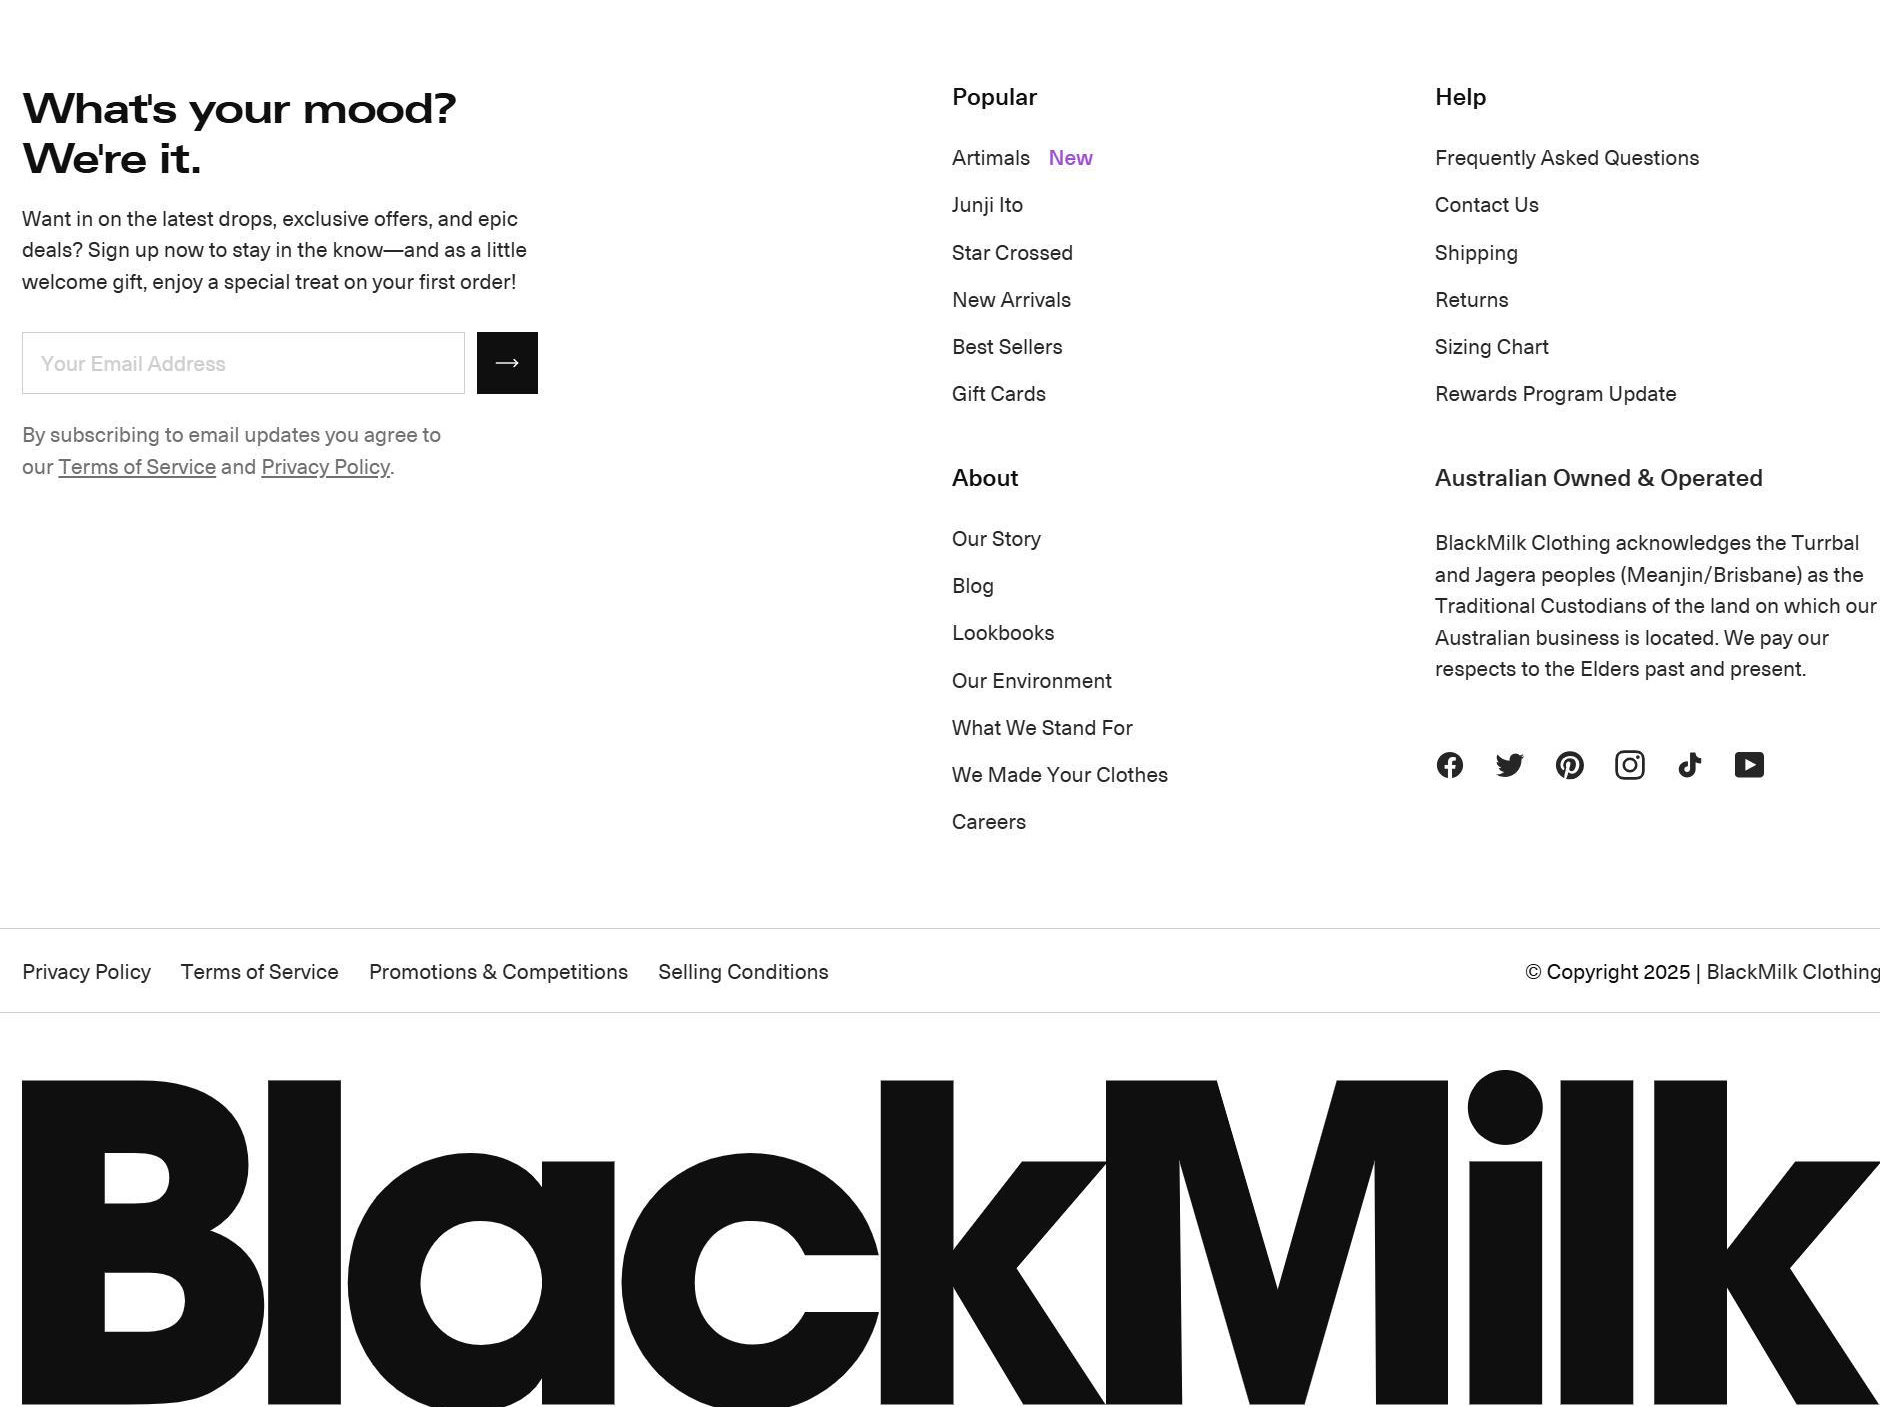 What's your mood?
We're it.
Want in on the latest drops, exclusive offers, and epic
deals? Sign up now to stay in the know—and as a little
welcome gift, enjoy a special treat on your first order!
Your Email Address
By subscribing to email updates you agree to
our Terms of Service and Privacy Policy.
Popular
Artimals New
Junji Ito
Star Crossed
New Arrivals
Best Sellers
Gift Cards
Help
Frequently Asked Questions
Contact Us
Shipping
Returns
Sizing Chart
Rewards Program Update
About
Our Story
Blog
Lookbooks
Our Environment
What We Stand For
We Made Your Clothes
Careers
Australian Owned & Operated
BlackMilk Clothing acknowledges the Turrbal
and Jagera peoples (Meanjin/Brisbane) as the
Traditional Custodians of the land on which our
Australian business is located. We pay our
respects to the Elders past and present.
Privacy Policy Terms of Service Promotions & Competitions Selling Conditions © Copyright 2025 | BlackMilk Clothing
BlackMilk